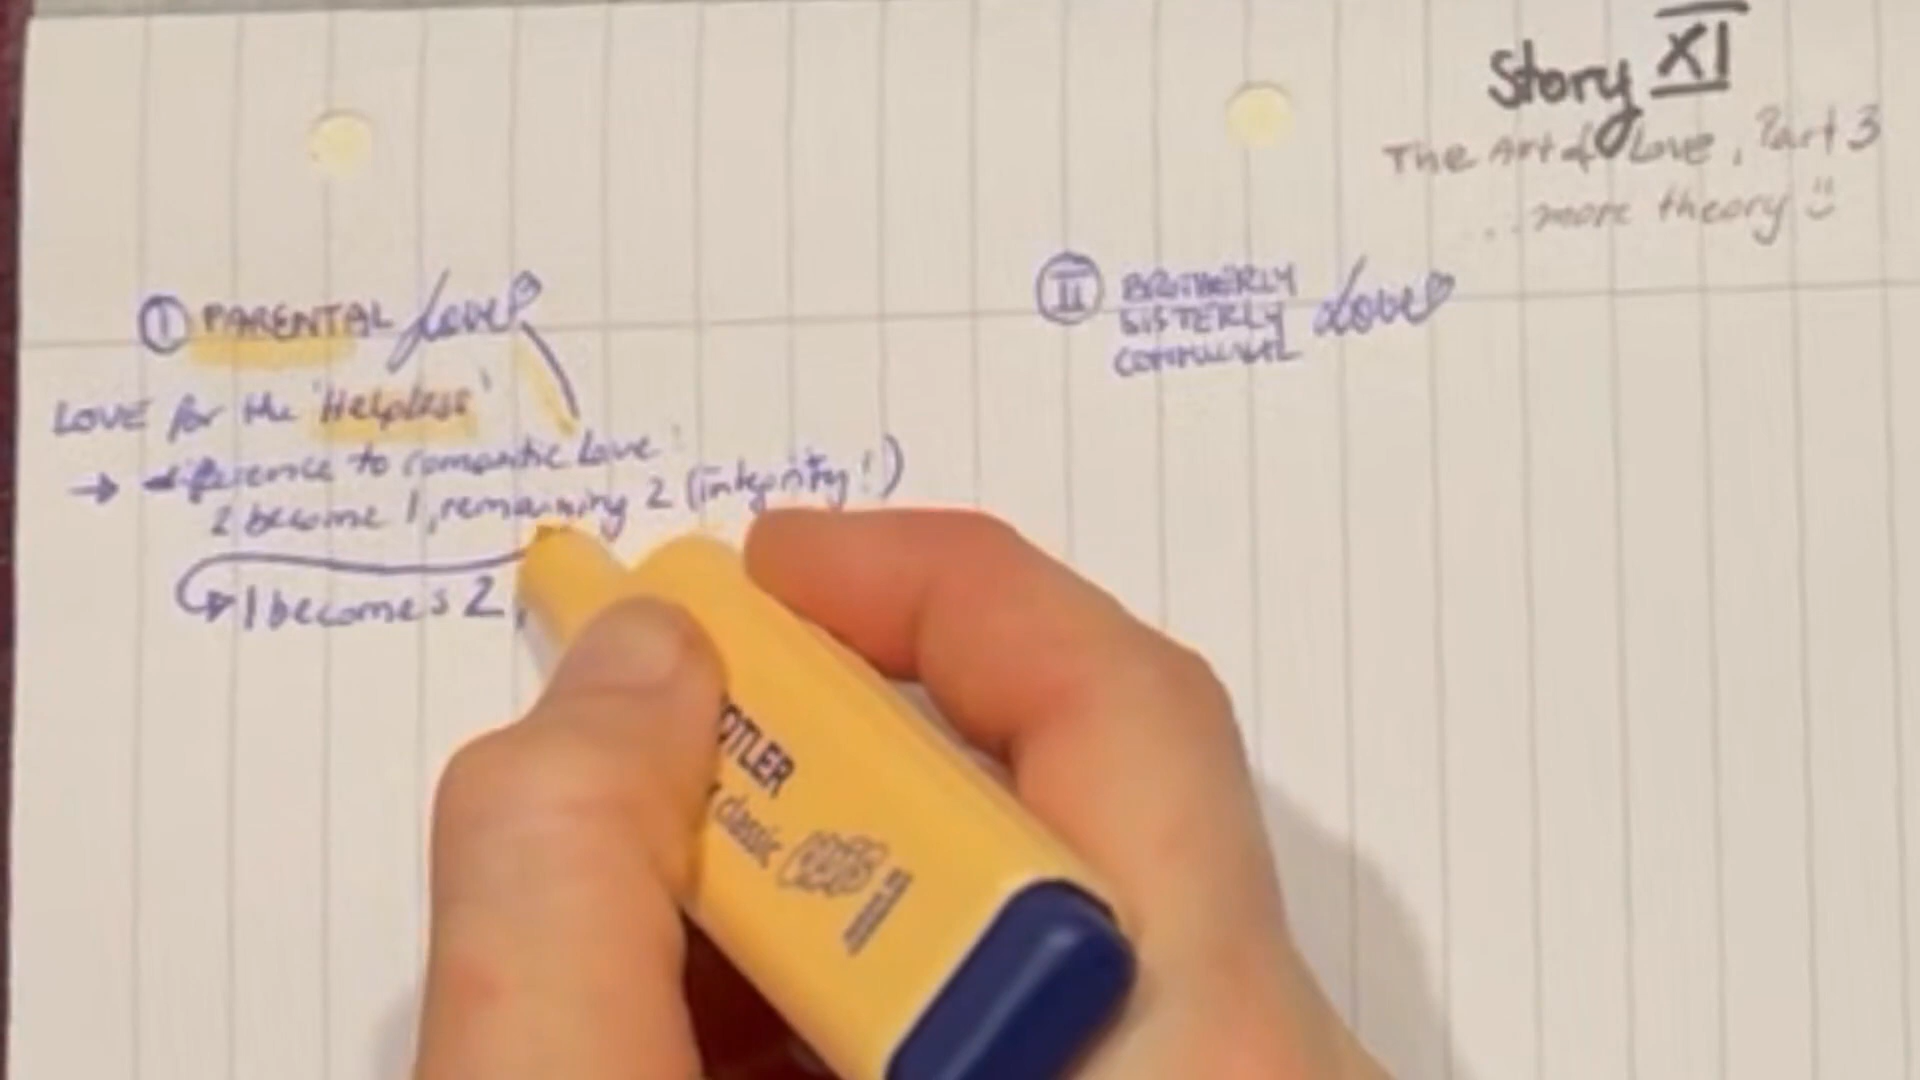 Story XI
The Art of Love, Part 3
...more theory
I PARENTAL Love
LOVE for the 'Helpless'
→ difference to romantic Love:
2 become 1, remaining 2 (integrity!)
1 becomes 2,
II BROTHERLY
SISTERLY Love
COMMUNAL
OTLER
classic